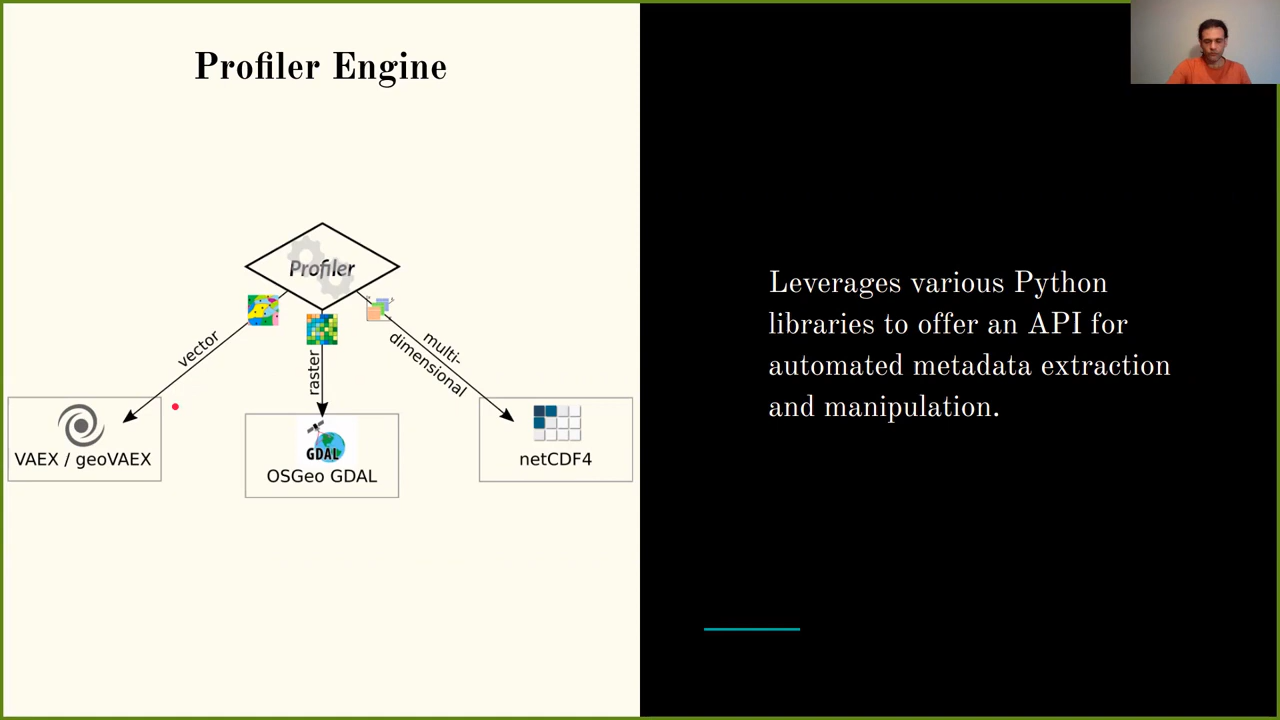 Profiler Engine
Profiler
vector
raster
multi-
dimensional
VAEX / geoVAEX
GDAL
OSGeo GDAL
netCDF4
Leverages various Python
libraries to offer an API for
automated metadata extraction
and manipulation.